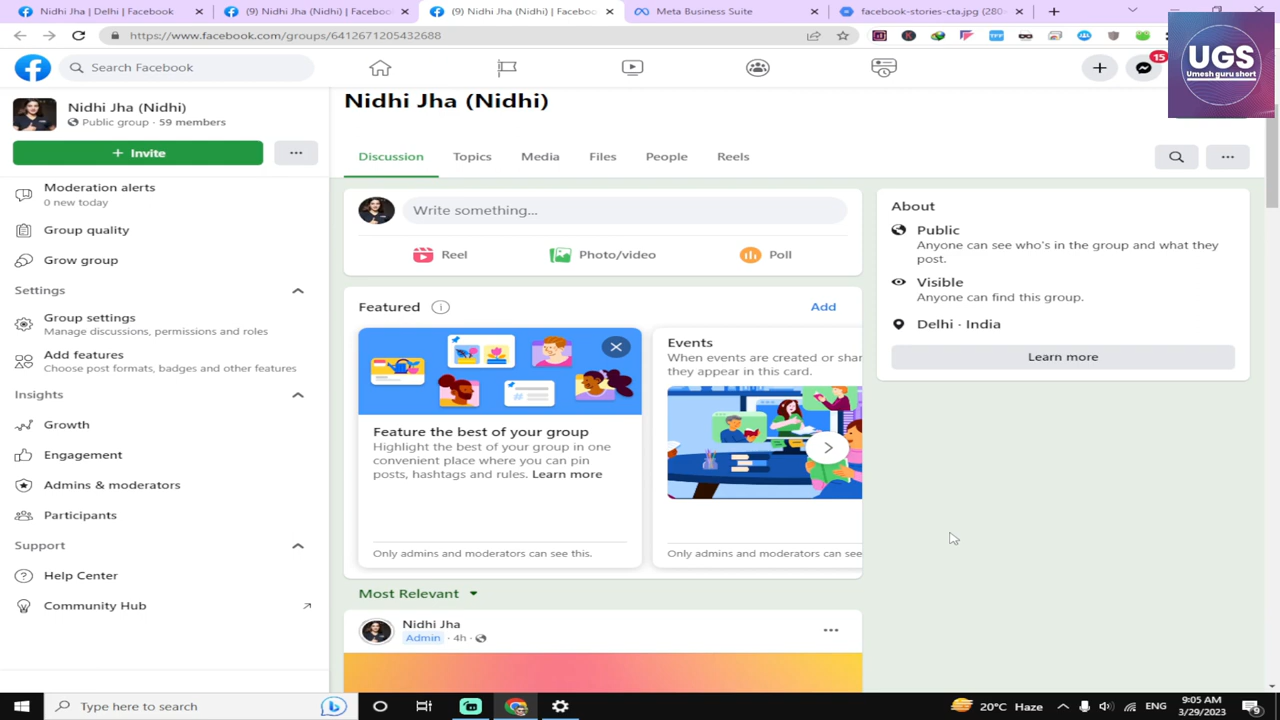 Nidhi Jha | Delhi | Facebook
(9) Nidhi Jha (Nidhi) | Facebook
(9) Nidhi Jha (Nidhi) | Facebo
Meta Business Suite
facebook-stories-cta.jpg (280
https://www.facebook.com/groups/6412671205432688
UGS
Umesh guru short
Search Facebook
15
Nidhi Jha (Nidhi)
Public group · 59 members
+ Invite
Moderation alerts
0 new today
Group quality
Grow group
Settings
Group settings
Manage discussions, permissions and roles
Add features
Choose post formats, badges and other features
Insights
Growth
Engagement
Admins & moderators
Participants
Support
Help Center
Community Hub
Nidhi Jha (Nidhi)
Discussion
Topics
Media
Files
People
Reels
Write something...
Reel
Photo/video
Poll
Featured
Add
Feature the best of your group
Highlight the best of your group in one
convenient place where you can pin
posts, hashtags and rules. Learn more
Only admins and moderators can see this.
Events
When events are created or shar
they appear in this card.
Only admins and moderators can see
Most Relevant
Nidhi Jha
Admin · 4h ·
About
Public
Anyone can see who's in the group and what they
post.
Visible
Anyone can find this group.
Delhi · India
Learn more
Type here to search
20°C Haze
ENG
9:05 AM
3/29/2023
9